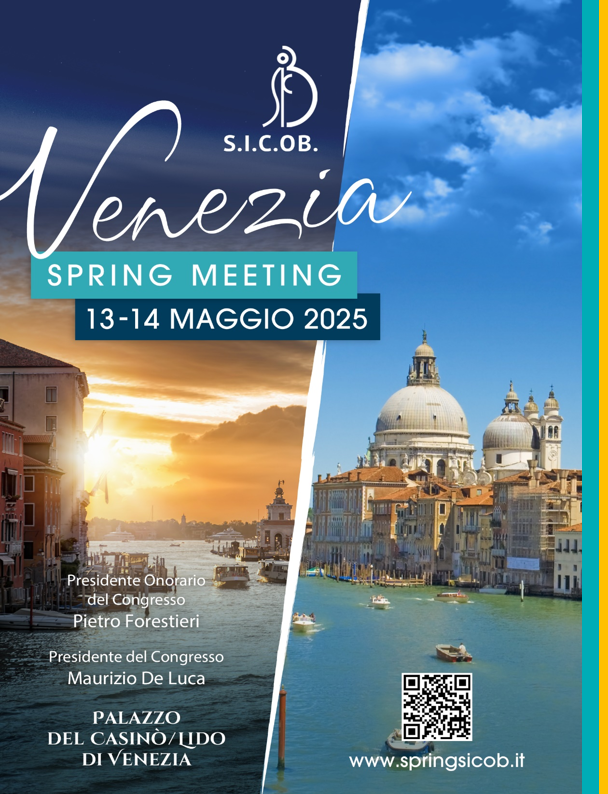 S.I.C.OB.
Venezia
SPRING MEETING
13-14 MAGGIO 2025
Presidente Onorario
del Congresso
Pietro Forestieri
Presidente del Congresso
Maurizio De Luca
PALAZZO
DEL CASINÒ/LIDO
DI VENEZIA
www.springsicob.it